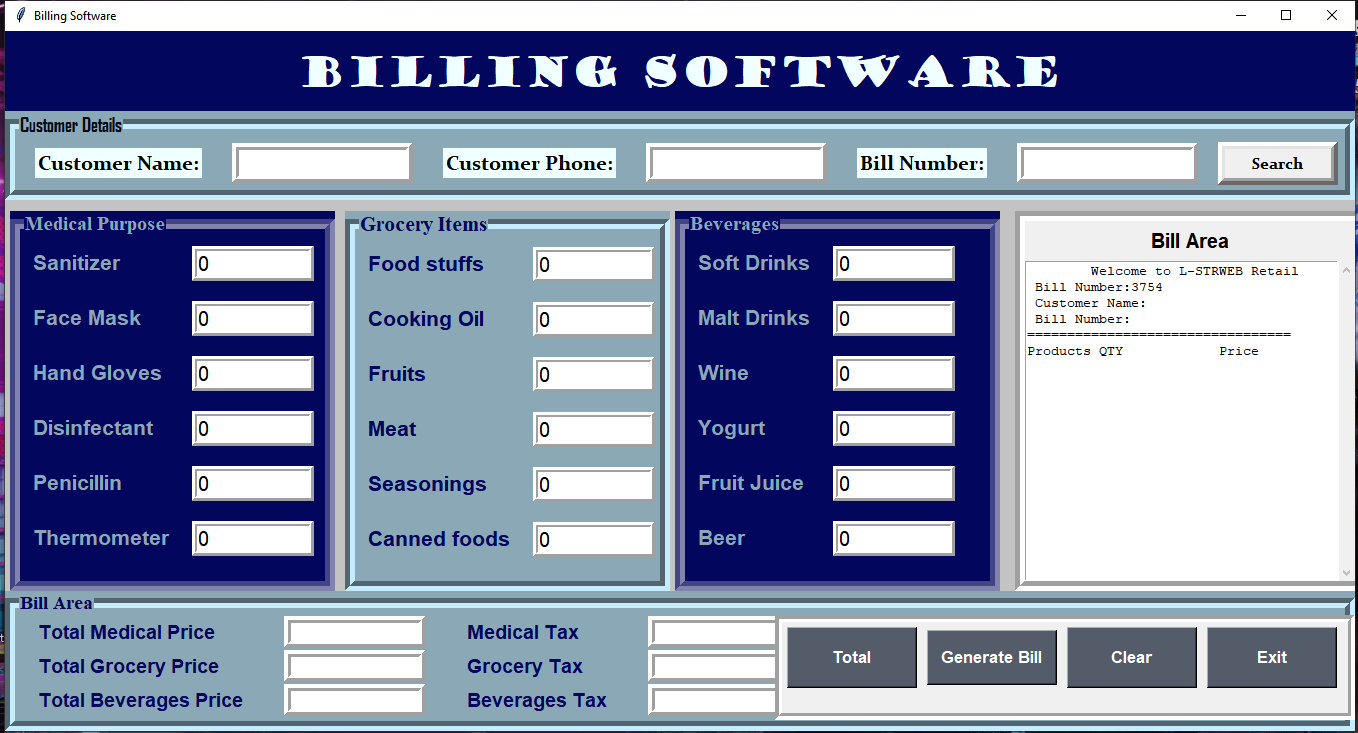 Billing Software
BILLING SOFTWARE
Customer Details
Customer Name:
Customer Phone:
Bill Number:
Search
Medical Purpose
Sanitizer 0
Face Mask 0
Hand Gloves 0
Disinfectant 0
Penicillin 0
Thermometer 0
Grocery Items
Food stuffs 0
Cooking Oil 0
Fruits 0
Meat 0
Seasonings 0
Canned foods 0
Beverages
Soft Drinks 0
Malt Drinks 0
Wine 0
Yogurt 0
Fruit Juice 0
Beer 0
Bill Area
Welcome to L-STRWEB Retail
Bill Number:3754
Customer Name:
Bill Number:
=================================
Products QTY Price
Bill Area
Total Medical Price
Total Grocery Price
Total Beverages Price
Medical Tax
Grocery Tax
Beverages Tax
Total
Generate Bill
Clear
Exit